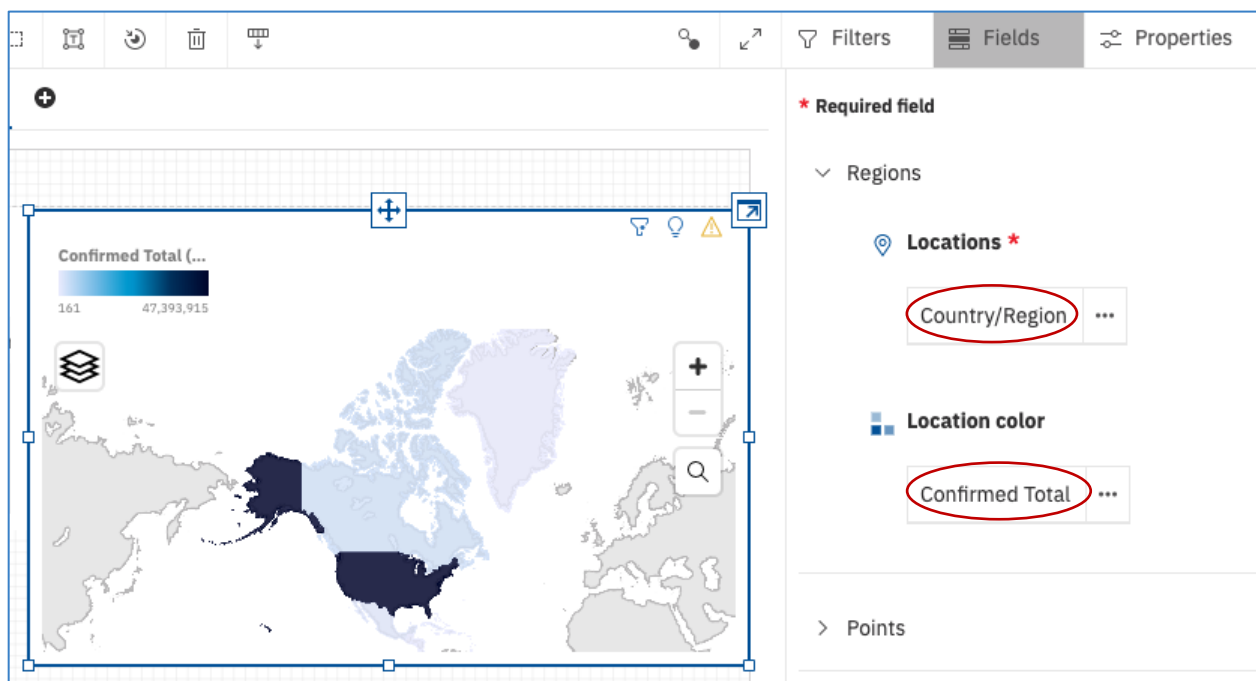 Filters
Fields
Properties
* Required field
Regions
Locations *
Country/Region
Location color
Confirmed Total
Points
Confirmed Total (...
161 47,393,915